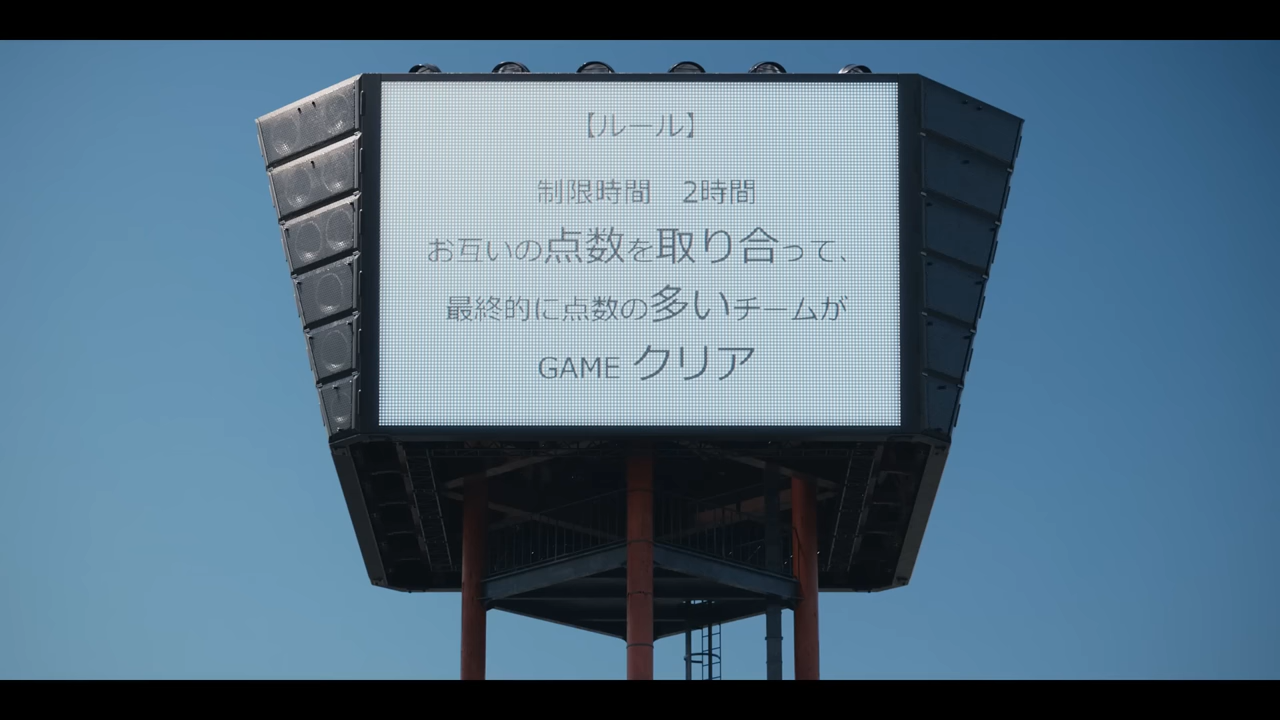 【ルール】
制限時間　2時間
お互いの点数を取り合って、
最終的に点数の多いチームが
GAME クリア